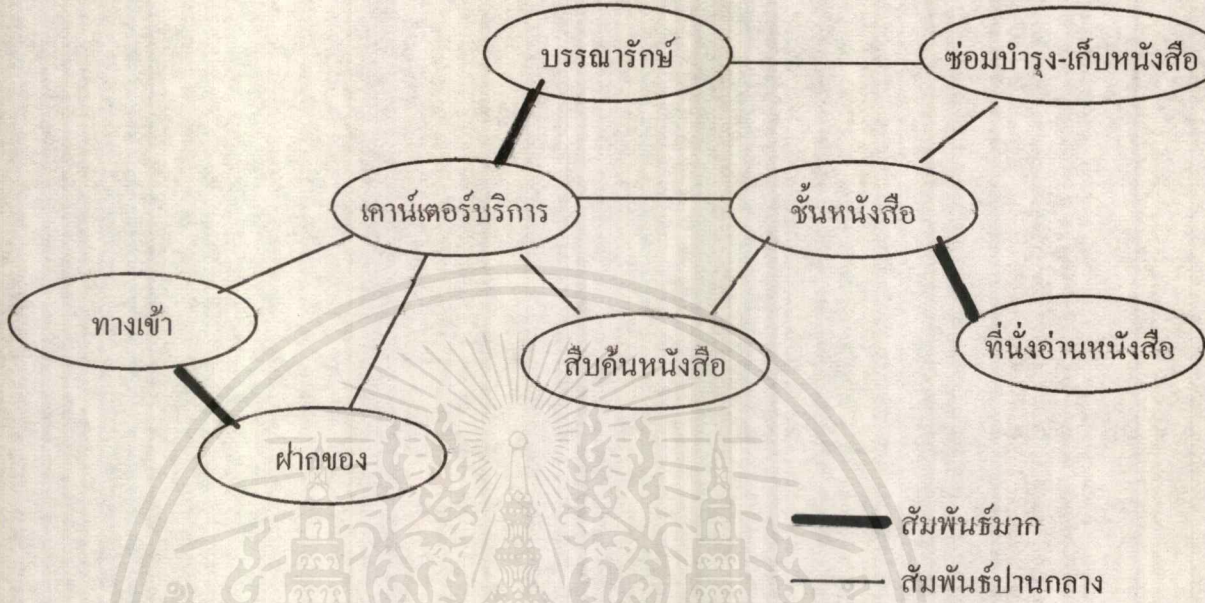 บรรณารักษ์
ซ่อมบำรุง-เก็บหนังสือ
เคาน์เตอร์บริการ
ชั้นหนังสือ
ทางเข้า
สืบค้นหนังสือ
ที่นั่งอ่านหนังสือ
ฝากของ
สัมพันธ์มาก
สัมพันธ์ปานกลาง